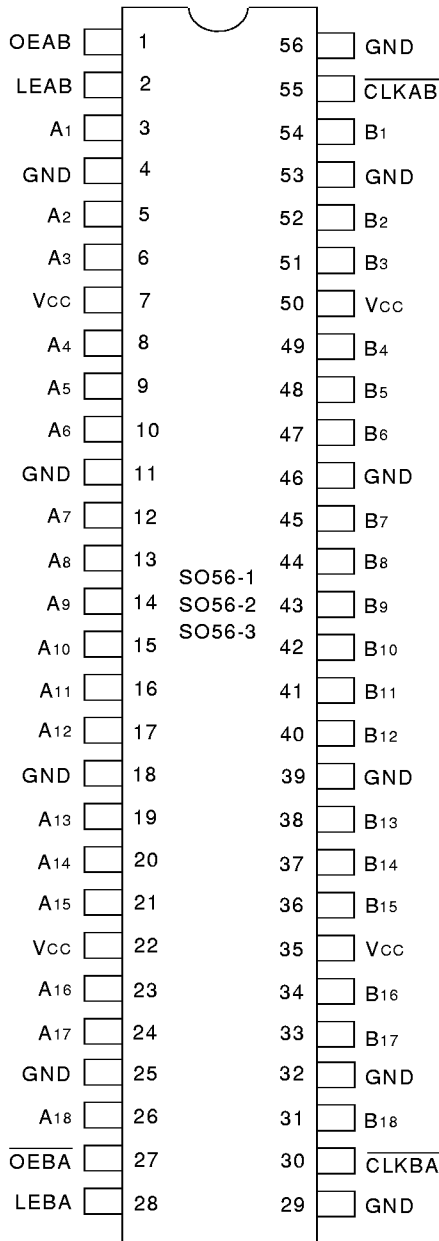 OEAB 1 56 GND
LEAB 2 55 CLKAB
A1 3 54 B1
GND 4 53 GND
A2 5 52 B2
A3 6 51 B3
VCC 7 50 VCC
A4 8 49 B4
A5 9 48 B5
A6 10 47 B6
GND 11 46 GND
A7 12 45 B7
A8 13 44 B8
SO56-1
A9 14 SO56-2 43 B9
SO56-3
A10 15 42 B10
A11 16 41 B11
A12 17 40 B12
GND 18 39 GND
A13 19 38 B13
A14 20 37 B14
A15 21 36 B15
VCC 22 35 VCC
A16 23 34 B16
A17 24 33 B17
GND 25 32 GND
A18 26 31 B18
OEBA 27 30 CLKBA
LEBA 28 29 GND